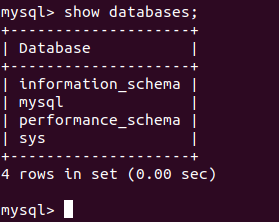 mysql> show databases;
+--------------------+
| Database           |
+--------------------+
| information_schema |
| mysql              |
| performance_schema |
| sys                |
+--------------------+
4 rows in set (0.00 sec)

mysql>